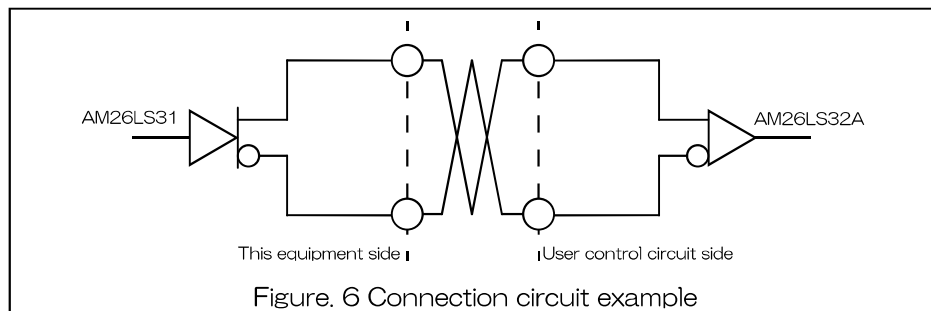 AM26LS31
AM26LS32A
This equipment side
User control circuit side
Figure. 6 Connection circuit example